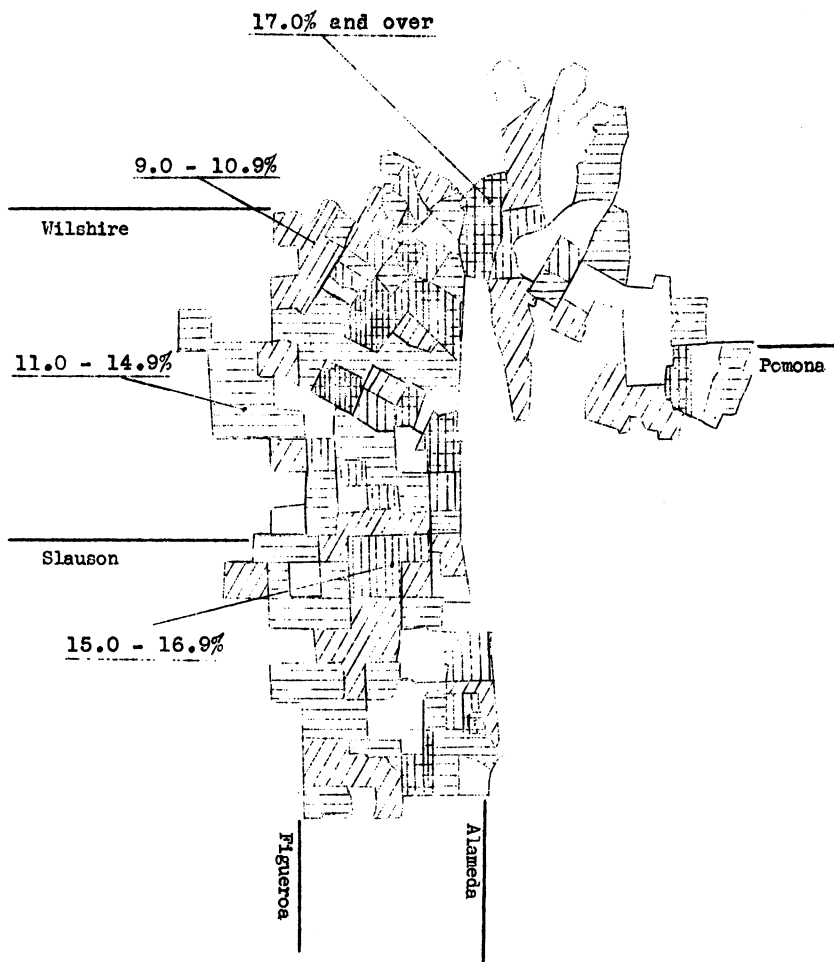 17.0% and over
9.0 - 10.9%
Wilshire
11.0 - 14.9%
Pomona
Slauson
15.0 - 16.9%
Figueroa
Alameda